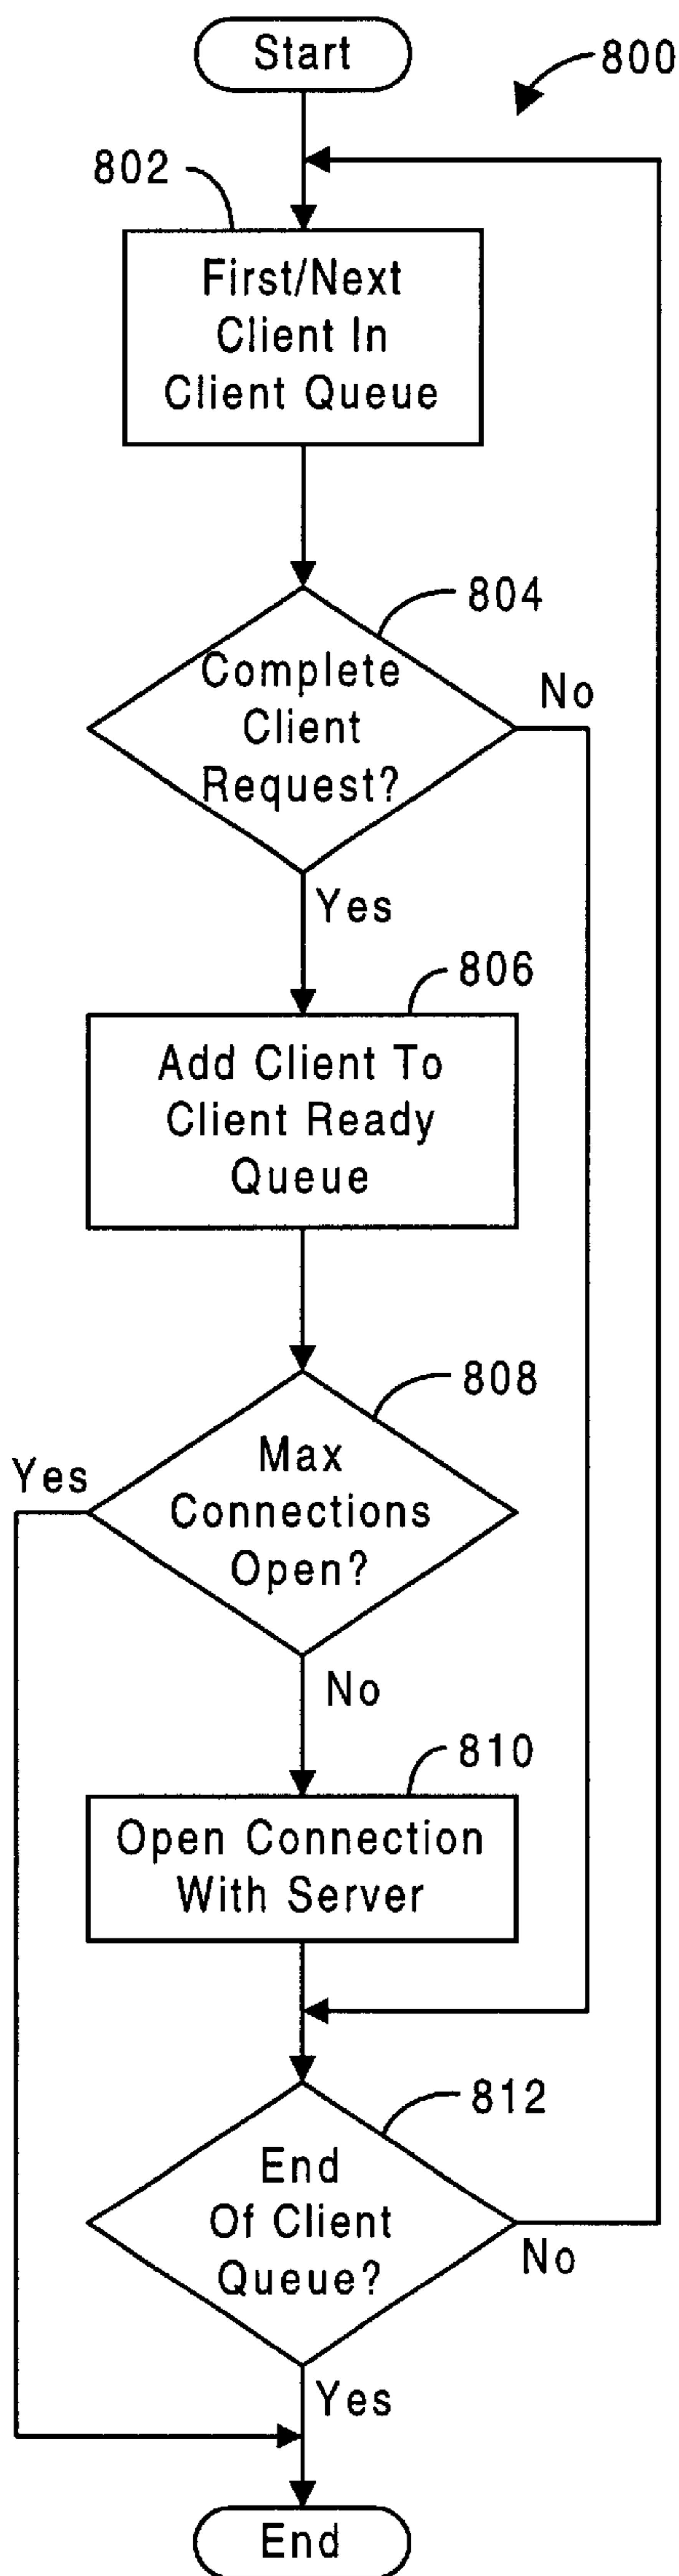 Start
800
802
First/Next
Client In
Client Queue
804
Complete
Client
Request?
No
Yes
806
Add Client To
Client Ready
Queue
808
Max
Connections
Open?
Yes
No
810
Open Connection
With Server
812
End
Of Client
Queue?
No
Yes
End